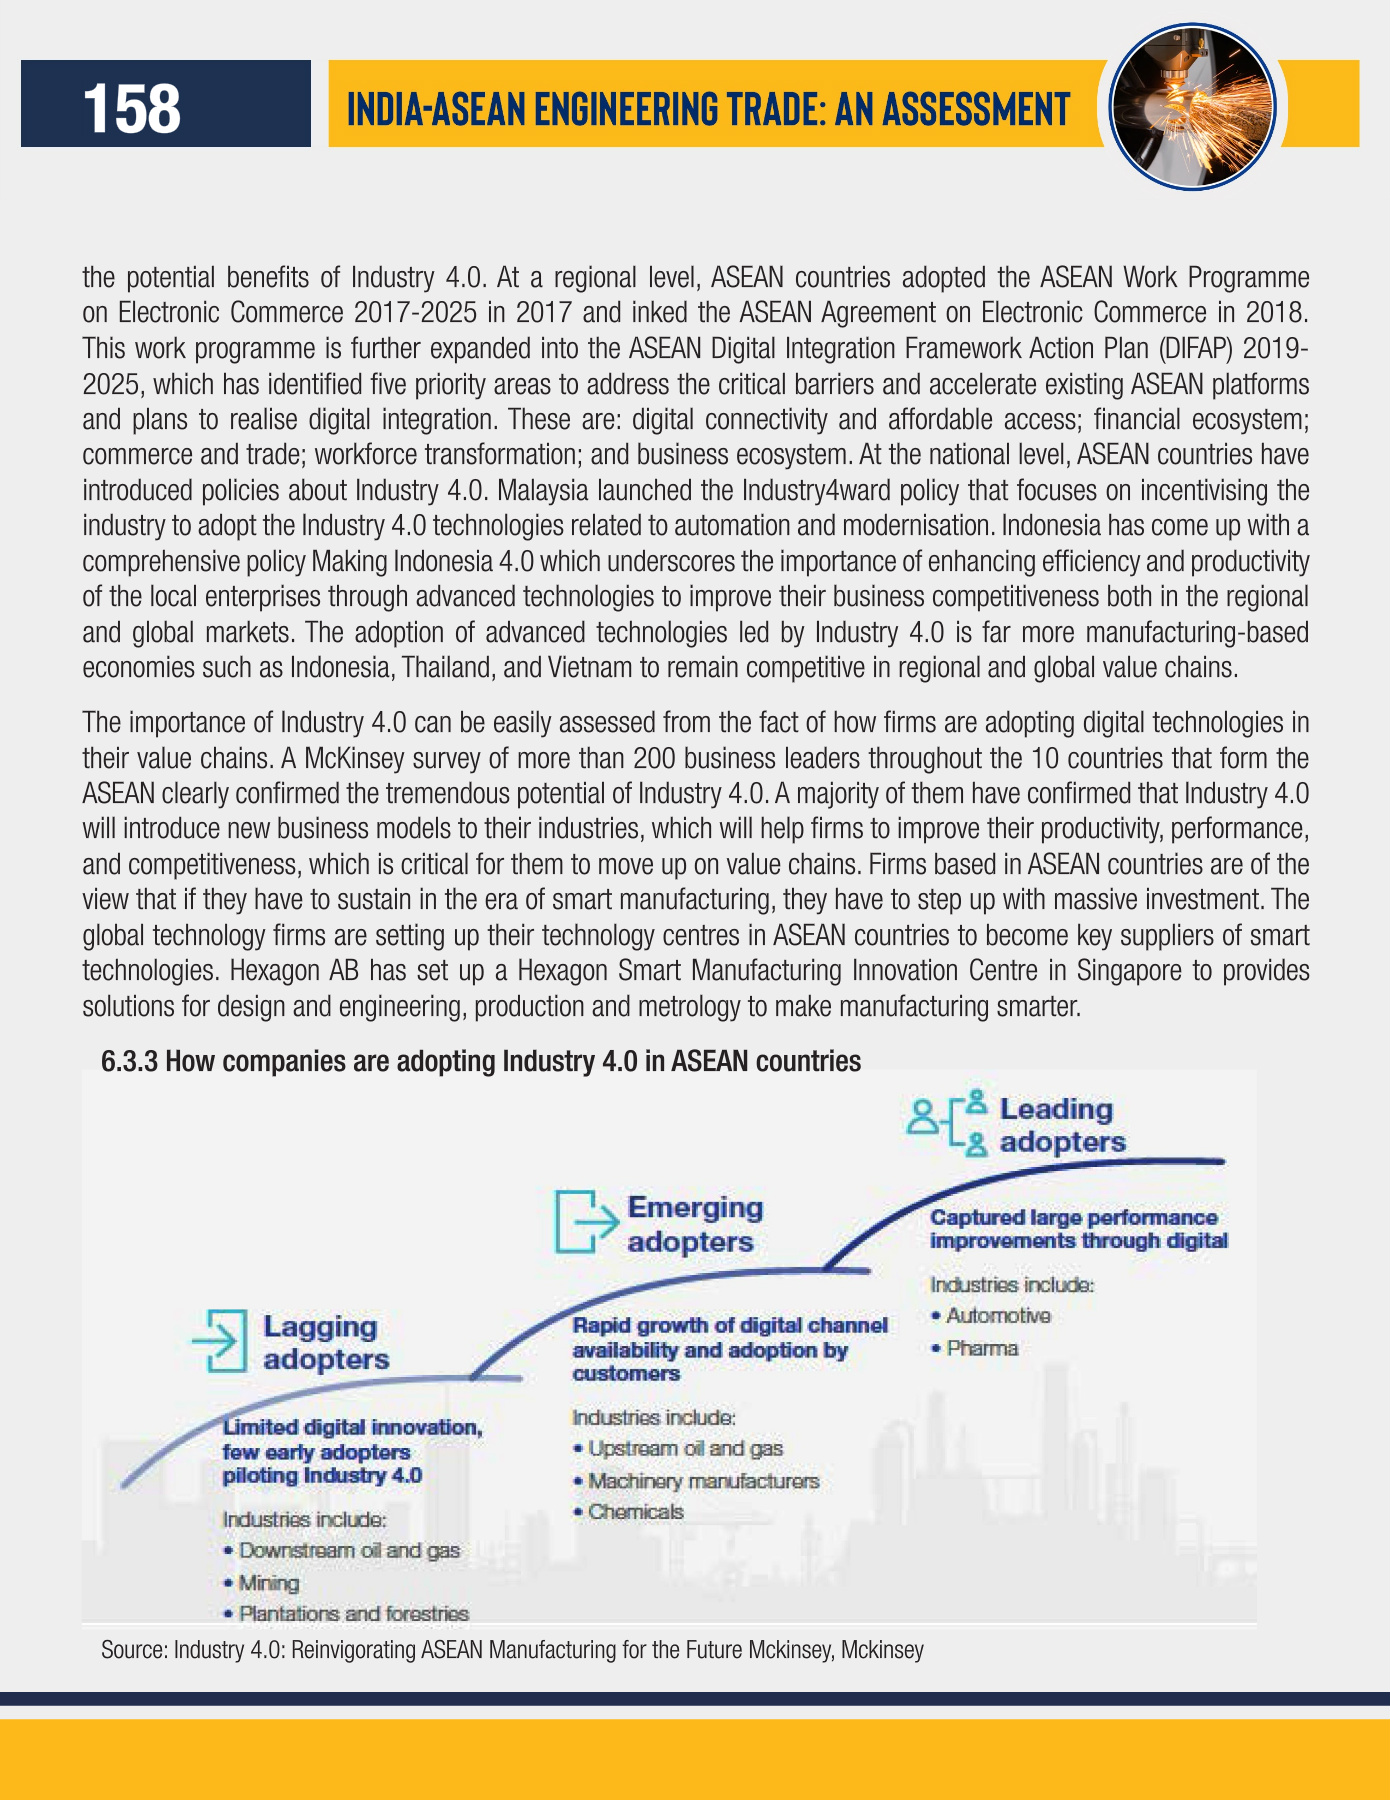 158
INDIA-ASEAN ENGINEERING TRADE: AN ASSESSMENT
the potential benefits of Industry 4.0. At a regional level, ASEAN countries adopted the ASEAN Work Programme
on Electronic Commerce 2017-2025 in 2017 and inked the ASEAN Agreement on Electronic Commerce in 2018.
This work programme is further expanded into the ASEAN Digital Integration Framework Action Plan (DIFAP) 2019-
2025, which has identified five priority areas to address the critical barriers and accelerate existing ASEAN platforms
and plans to realise digital integration. These are: digital connectivity and affordable access; financial ecosystem;
commerce and trade; workforce transformation; and business ecosystem. At the national level, ASEAN countries have
introduced policies about Industry 4.0. Malaysia launched the Industry4ward policy that focuses on incentivising the
industry to adopt the Industry 4.0 technologies related to automation and modernisation. Indonesia has come up with a
comprehensive policy Making Indonesia 4.0 which underscores the importance of enhancing efficiency and productivity
of the local enterprises through advanced technologies to improve their business competitiveness both in the regional
and global markets. The adoption of advanced technologies led by Industry 4.0 is far more manufacturing-based
economies such as Indonesia, Thailand, and Vietnam to remain competitive in regional and global value chains.
The importance of Industry 4.0 can be easily assessed from the fact of how firms are adopting digital technologies in
their value chains. A McKinsey survey of more than 200 business leaders throughout the 10 countries that form the
ASEAN clearly confirmed the tremendous potential of Industry 4.0. A majority of them have confirmed that Industry 4.0
will introduce new business models to their industries, which will help firms to improve their productivity, performance,
and competitiveness, which is critical for them to move up on value chains. Firms based in ASEAN countries are of the
view that if they have to sustain in the era of smart manufacturing, they have to step up with massive investment. The
global technology firms are setting up their technology centres in ASEAN countries to become key suppliers of smart
technologies. Hexagon AB has set up a Hexagon Smart Manufacturing Innovation Centre in Singapore to provides
solutions for design and engineering, production and metrology to make manufacturing smarter.
6.3.3 How companies are adopting Industry 4.0 in ASEAN countries
Lagging
adopters
Limited digital innovation,
few early adopters
piloting Industry 4.0
Industries include:
• Downstream oil and gas
• Mining
• Plantations and forestries
Emerging
adopters
Rapid growth of digital channel
availability and adoption by
customers
Industries include:
• Upstream oil and gas
• Machinery manufacturers
• Chemicals
Leading
adopters
Captured large performance
improvements through digital
Industries include:
• Automotive
• Pharma
Source: Industry 4.0: Reinvigorating ASEAN Manufacturing for the Future Mckinsey, Mckinsey